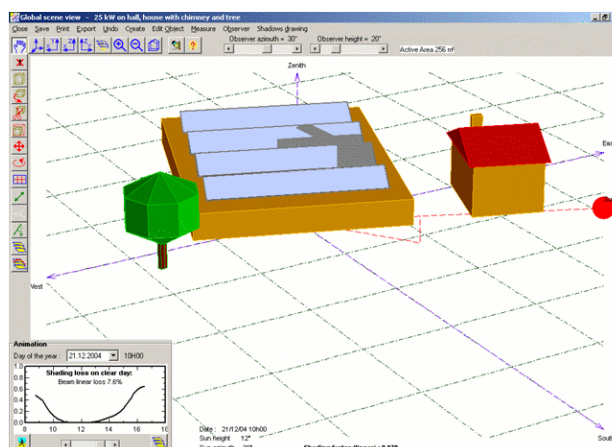 Global scene view - 25 kW on hall, house with chimney and tree
Close Save Print Export Undo Create Edit Object Measure Observer Shadows drawing
Observer azimuth = 30° Observer height = 20°
Active Area 256 m²
Zenith
West
South
Animation
Day of the year : 21.12.2004 10H00
Shading loss on clear day:
Beam linear loss 7.6%
1.0
0.8
0.6
0.4
0.2
0.0
8 10 12 14 16 18
Date : 21/12/04 10h00
Sun height 12°